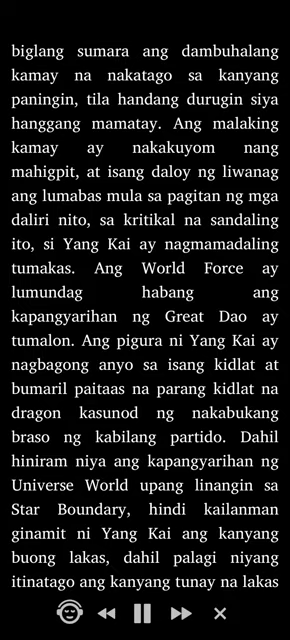 biglang sumara ang dambuhalang
kamay na nakatago sa kanyang
paningin, tila handang durugin siya
hanggang mamatay. Ang malaking
kamay ay nakakuyom nang
mahigpit, at isang daloy ng liwanag
ang lumabas mula sa pagitan ng mga
daliri nito, sa kritikal na sandaling
ito, si Yang Kai ay nagmamadaling
tumakas. Ang World Force ay
lumundag habang ang
kapangyarihan ng Great Dao ay
tumalon. Ang pigura ni Yang Kai ay
nagbagong anyo sa isang kidlat at
bumaril paitaas na parang kidlat na
dragon kasunod ng nakabukang
braso ng kabilang partido. Dahil
hiniram niya ang kapangyarihan ng
Universe World upang linangin sa
Star Boundary, hindi kailanman
ginamit ni Yang Kai ang kanyang
buong lakas, dahil palagi niyang
itinatago ang kanyang tunay na lakas